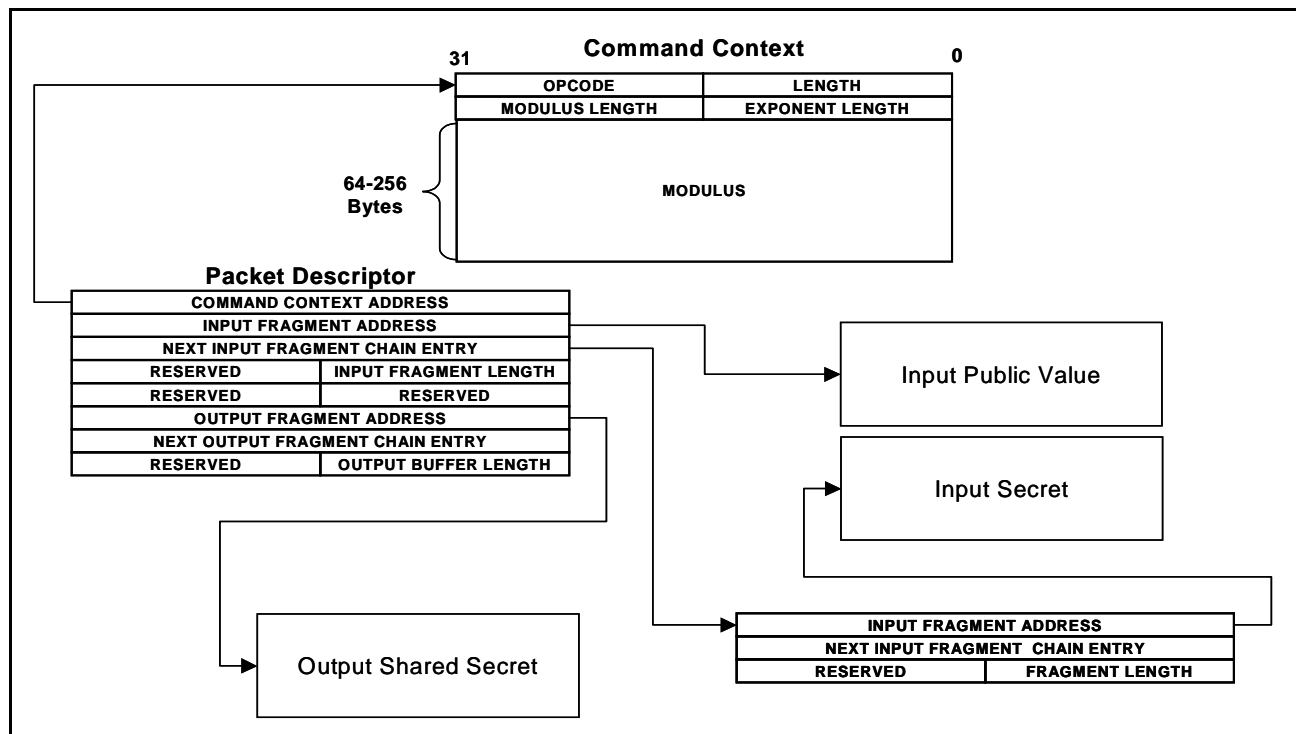 Command Context
31 0
OPCODE LENGTH
MODULUS LENGTH EXPONENT LENGTH
64-256
Bytes
MODULUS
Packet Descriptor
COMMAND CONTEXT ADDRESS
INPUT FRAGMENT ADDRESS
NEXT INPUT FRAGMENT CHAIN ENTRY
RESERVED INPUT FRAGMENT LENGTH
RESERVED RESERVED
OUTPUT FRAGMENT ADDRESS
NEXT OUTPUT FRAGMENT CHAIN ENTRY
RESERVED OUTPUT BUFFER LENGTH
Input Public Value
Input Secret
Output Shared Secret
INPUT FRAGMENT ADDRESS
NEXT INPUT FRAGMENT CHAIN ENTRY
RESERVED FRAGMENT LENGTH